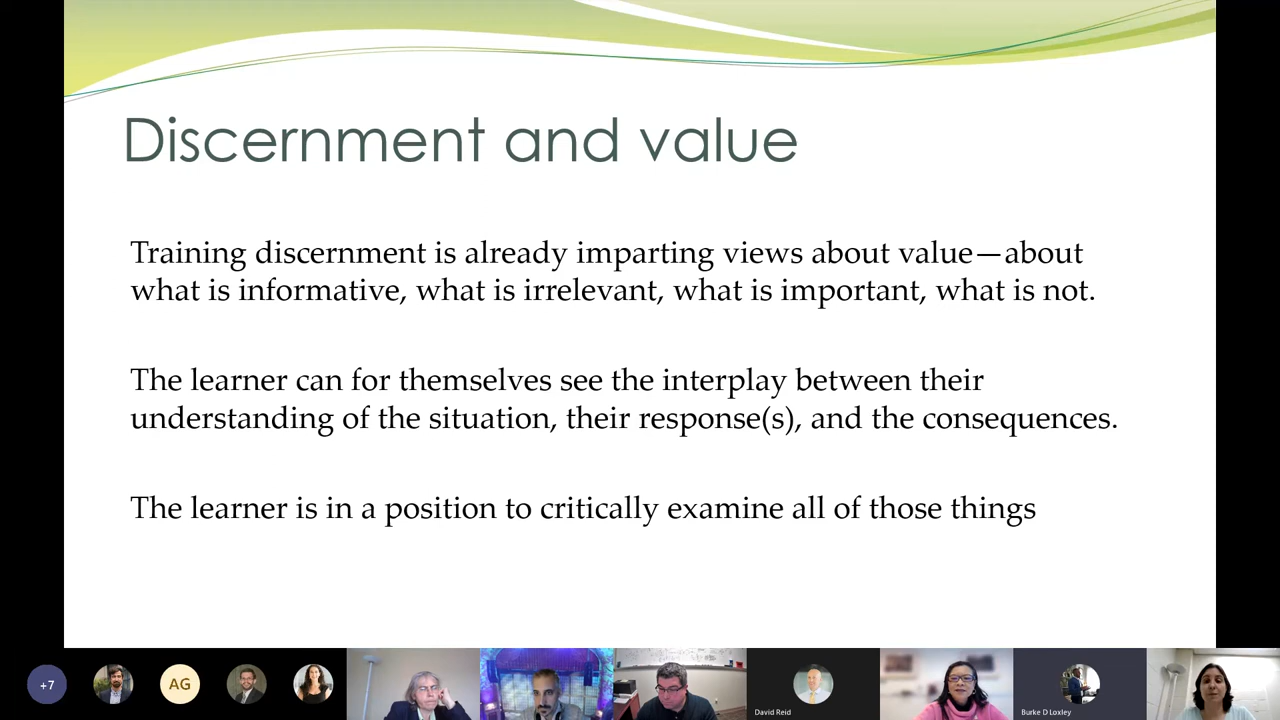 Discernment and value
Training discernment is already imparting views about value—about
what is informative, what is irrelevant, what is important, what is not.
The learner can for themselves see the interplay between their
understanding of the situation, their response(s), and the consequences.
The learner is in a position to critically examine all of those things
+7
AG
David Reid
Burke D Loxley